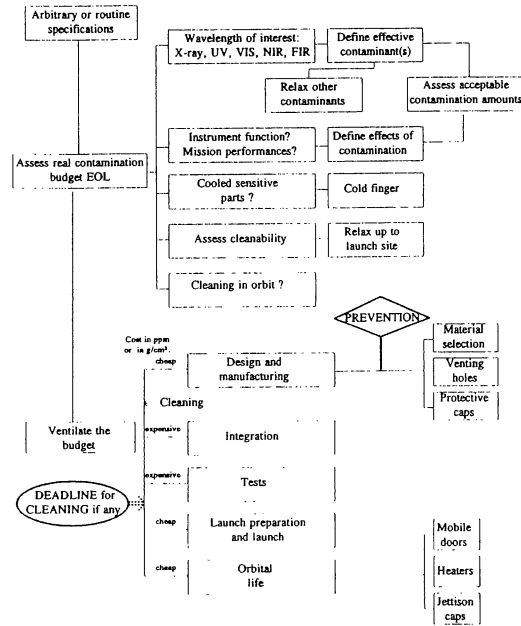 Arbitrary or routine
specifications
Wavelength of interest:
X-ray, UV, VIS, NIR, FIR
Define effective
contaminant(s)
Relax other
contaminants
Assess acceptable
contamination amounts
Instrument function?
Mission performances?
Define effects of
contamination
Assess real contamination
budget EOL
Cooled sensitive
parts ?
Cold finger
Assess cleanability
Relax up to
launch site
Cleaning in orbit ?
PREVENTION
Cost in ppm
or in g/cm².
cheap
Design and
manufacturing
Material
selection
Venting
holes
Protective
caps
Cleaning
Ventilate the
budget
expensive
Integration
DEADLINE for
CLEANING if any
expensive
Tests
cheap
Launch preparation
and launch
cheap
Orbital
life
Mobile
doors
Heaters
Jettison
caps